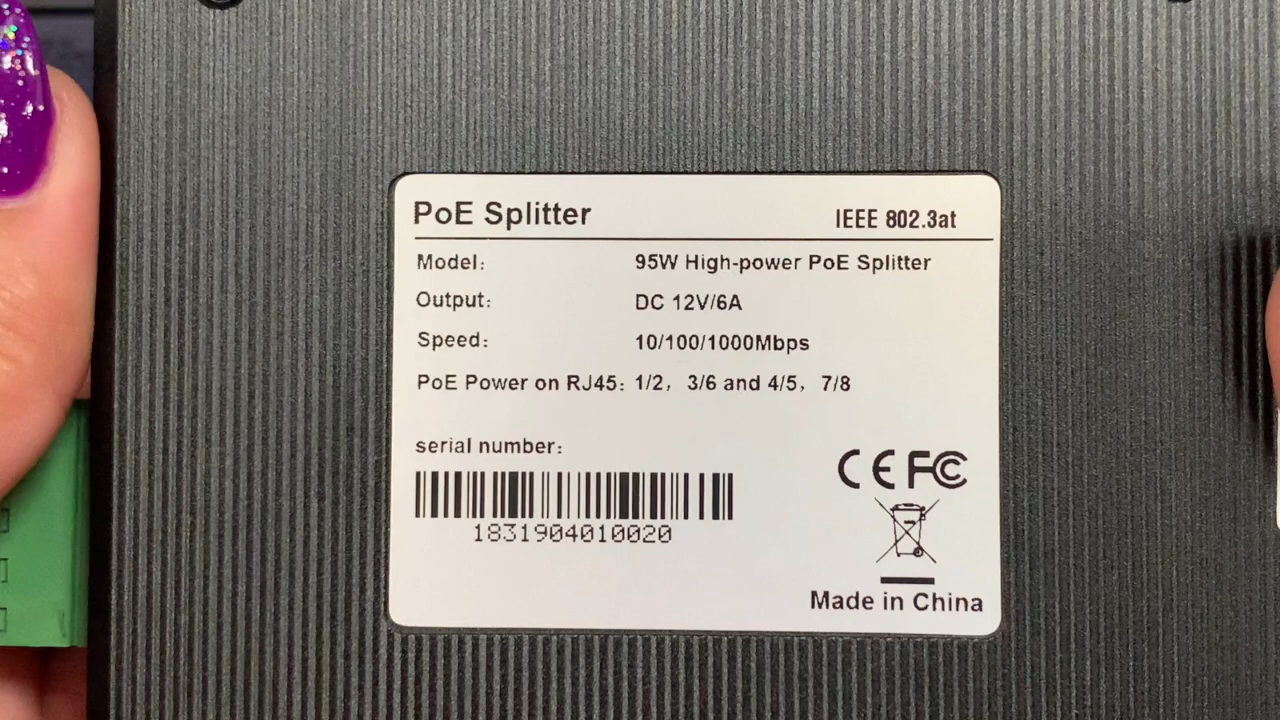 PoE Splitter IEEE 802.3at
Model: 95W High-power PoE Splitter
Output: DC 12V/6A
Speed: 10/100/1000Mbps
PoE Power on RJ45: 1/2, 3/6 and 4/5, 7/8
serial number:
CE FC
1831904010020
Made in China